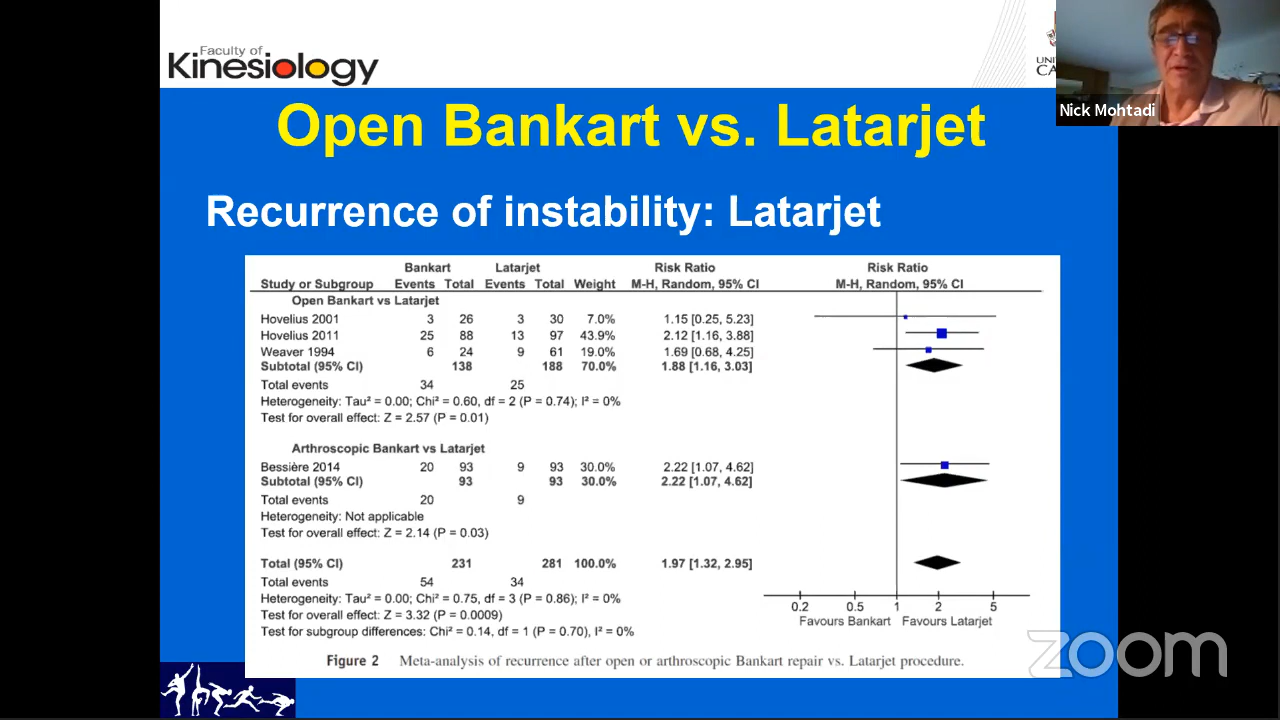 Faculty of
Kinesiology
UNI
CA
Nick Mohtadi
Open Bankart vs. Latarjet
Recurrence of instability: Latarjet
Bankart Latarjet Risk Ratio Risk Ratio
Study or Subgroup Events Total Events Total Weight M-H, Random, 95% CI M-H, Random, 95% CI
Open Bankart vs Latarjet
Hovelius 2001 3 26 3 30 7.0% 1.15 [0.25, 5.23]
Hovelius 2011 25 88 13 97 43.9% 2.12 [1.16, 3.88]
Weaver 1994 6 24 9 61 19.0% 1.69 [0.68, 4.25]
Subtotal (95% CI) 138 188 70.0% 1.88 [1.16, 3.03]
Total events 34 25
Heterogeneity: Tau² = 0.00; Chi² = 0.60, df = 2 (P = 0.74); I² = 0%
Test for overall effect: Z = 2.57 (P = 0.01)
Arthroscopic Bankart vs Latarjet
Bessière 2014 20 93 9 93 30.0% 2.22 [1.07, 4.62]
Subtotal (95% CI) 93 93 30.0% 2.22 [1.07, 4.62]
Total events 20 9
Heterogeneity: Not applicable
Test for overall effect: Z = 2.14 (P = 0.03)
Total (95% CI) 231 281 100.0% 1.97 [1.32, 2.95]
Total events 54 34
Heterogeneity: Tau² = 0.00; Chi² = 0.75, df = 3 (P = 0.86); I² = 0%
Test for overall effect: Z = 3.32 (P = 0.0009)
Test for subgroup differences: Chi² = 0.14, df = 1 (P = 0.70), I² = 0%
0.2 0.5 1 2 5
Favours Bankart Favours Latarjet
Figure 2 Meta-analysis of recurrence after open or arthroscopic Bankart repair vs. Latarjet procedure.
zoom